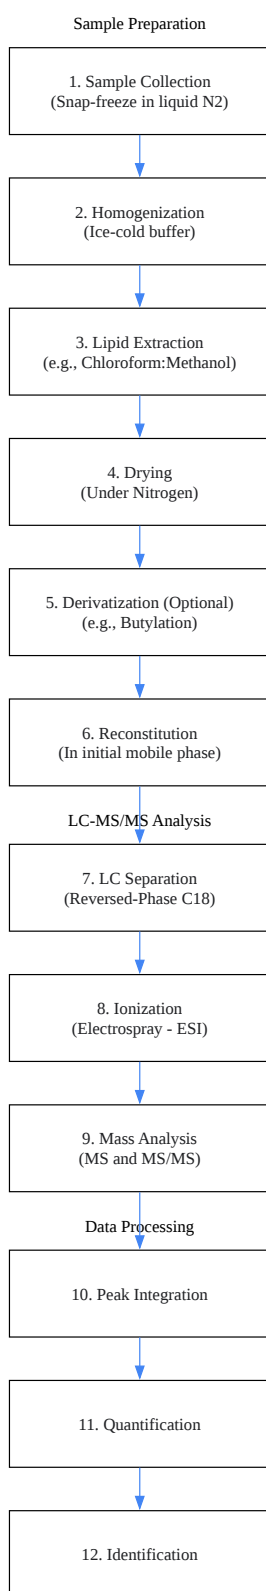 Sample Preparation
1. Sample Collection
(Snap-freeze in liquid N2)
2. Homogenization
(Ice-cold buffer)
3. Lipid Extraction
(e.g., Chloroform:Methanol)
4. Drying
(Under Nitrogen)
5. Derivatization (Optional)
(e.g., Butylation)
6. Reconstitution
(In initial mobile phase)
LC-MS/MS Analysis
7. LC Separation
(Reversed-Phase C18)
8. Ionization
(Electrospray - ESI)
9. Mass Analysis
(MS and MS/MS)
Data Processing
10. Peak Integration
11. Quantification
12. Identification